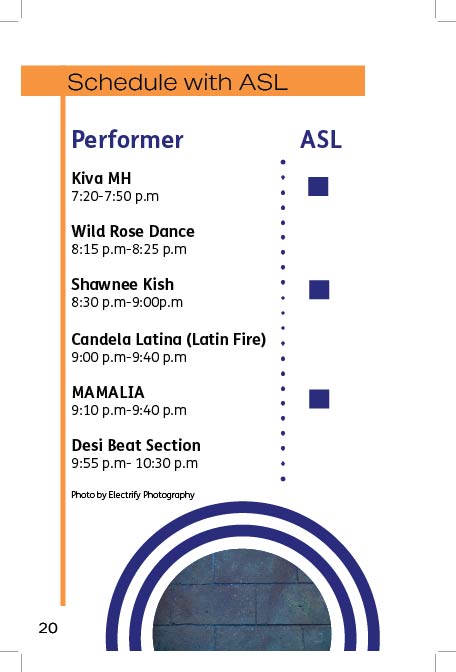 Schedule with ASL
Performer ASL
Kiva MH
7:20-7:50 p.m
Wild Rose Dance
8:15 p.m-8:25 p.m
Shawnee Kish
8:30 p.m-9:00p.m
Candela Latina (Latin Fire)
9:00 p.m-9:40 p.m
MAMALIA
9:10 p.m-9:40 p.m
Desi Beat Section
9:55 p.m- 10:30 p.m
Photo by Electrify Photography
20